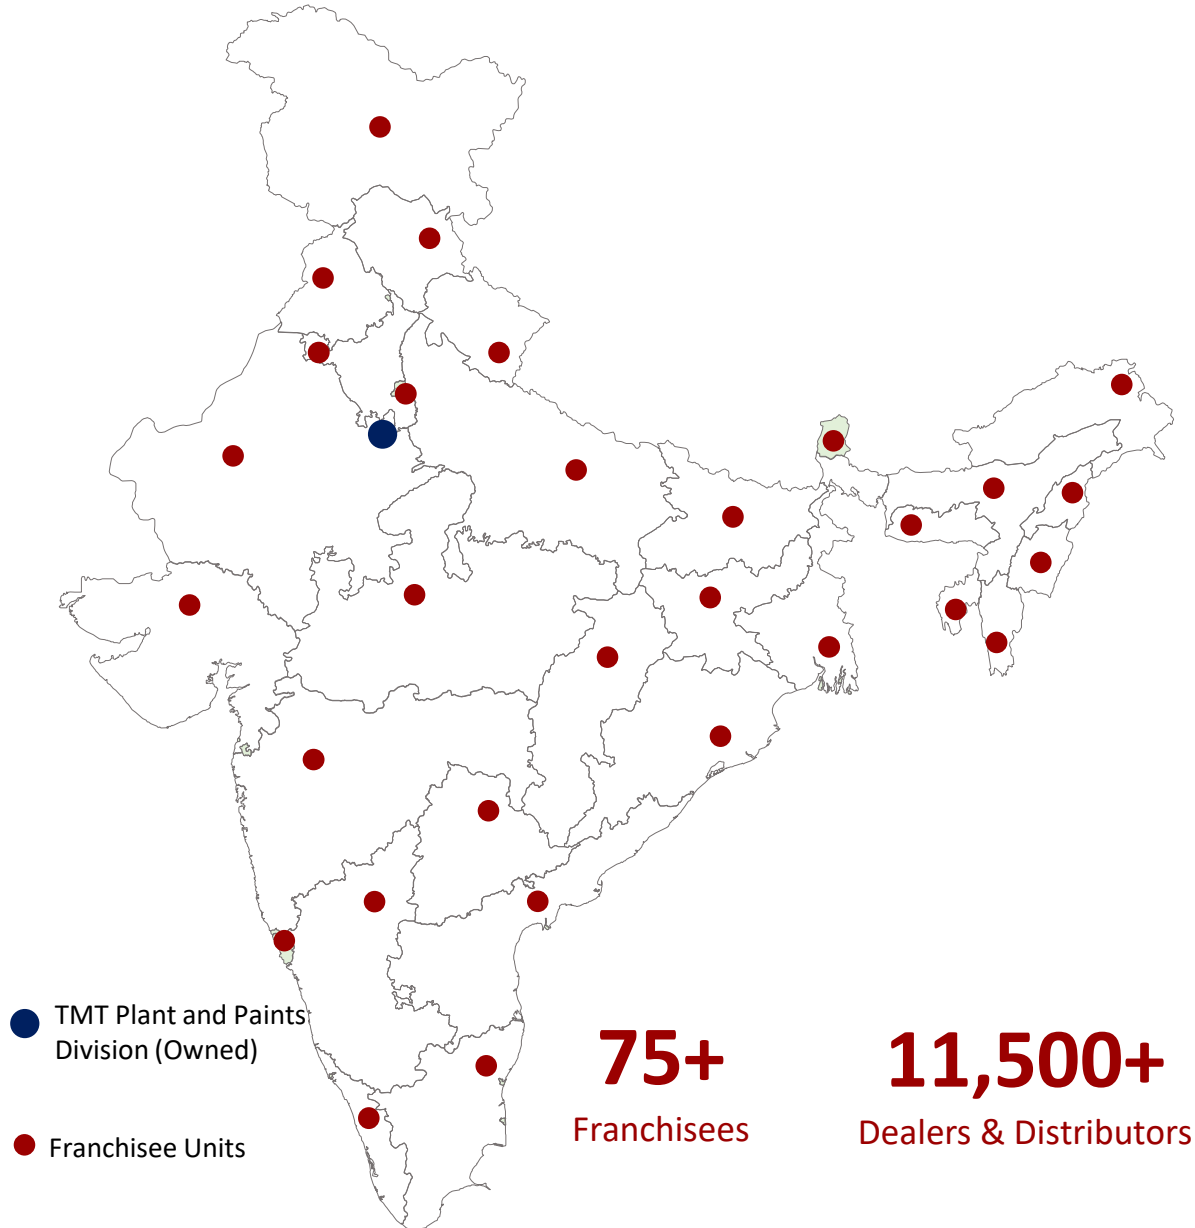 TMT Plant and Paints
Division (Owned)
Franchisee Units
75+
Franchisees
11,500+
Dealers & Distributors